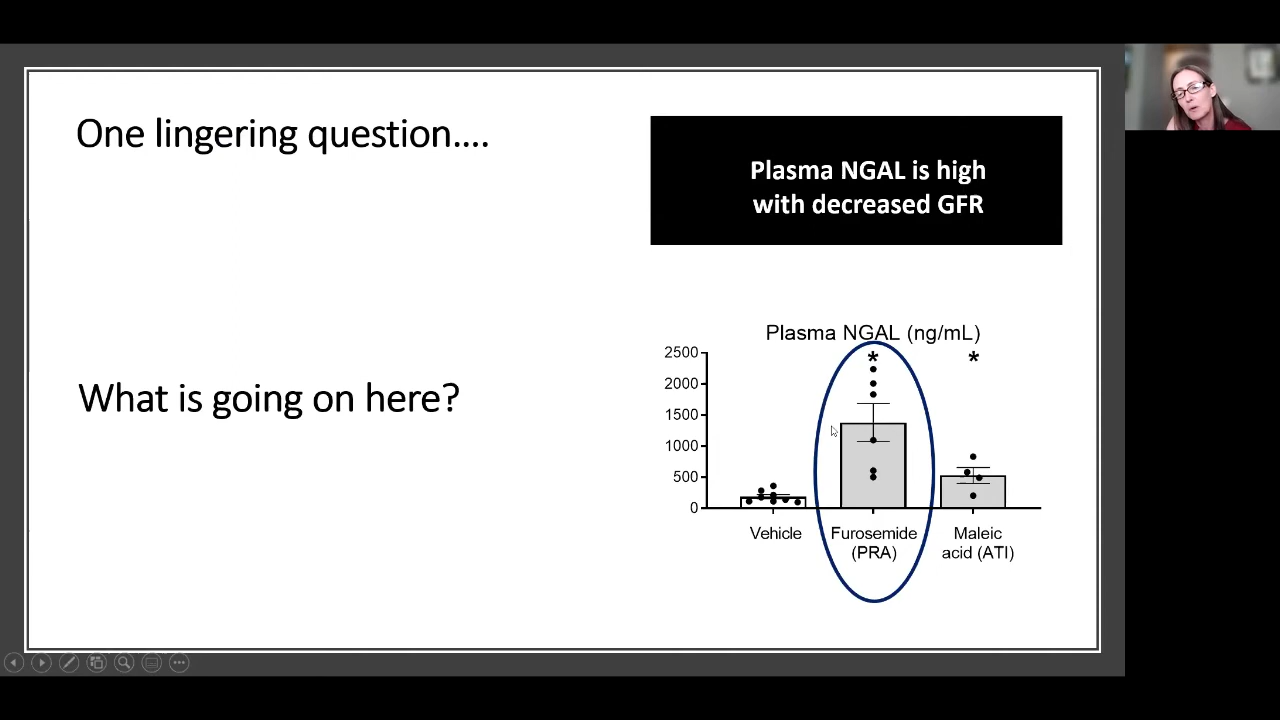 One lingering question....
Plasma NGAL is high
with decreased GFR
What is going on here?
Plasma NGAL (ng/mL)
2500
2000
1500
1000
500
0
*
*
Vehicle
Furosemide
(PRA)
Maleic
acid (ATI)